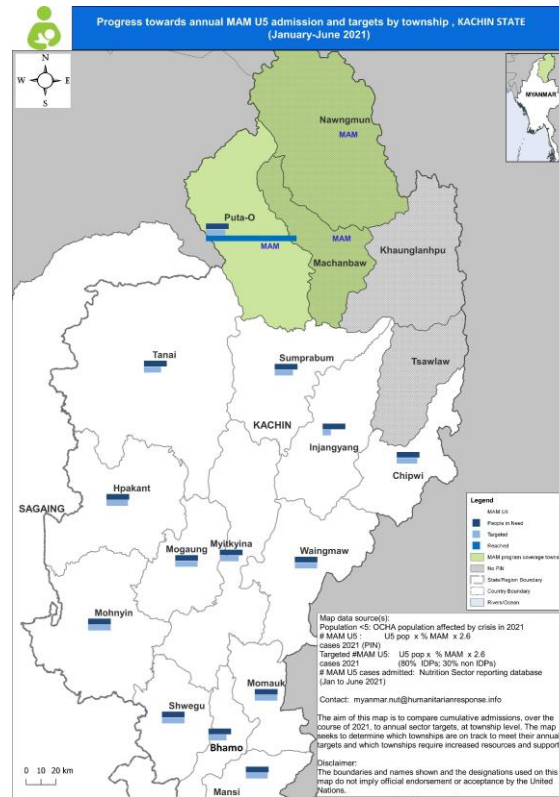 Progress towards annual MAM U5 admission and targets by township , KACHIN STATE
(January-June 2021)
N
W E
S
MYANMAR
Nawngmun
MAM
Puta-O
MAM
MAM
Machanbaw
Khaunglanhpu
Tsawlaw
Tanai
Sumprabum
KACHIN
Injangyang
Chipwi
Hpakant
SAGAING
Mogaung
Myitkyina
Waingmaw
Mohnyin
Momauk
Shwegu
Bhamo
Mansi
0 10 20 km
Legend
MAM U5
People in Need
Targeted
Reached
MAM program coverage towns
No PIN
State/Region Boundary
Country Boundary
Rivers/Ocean
Map data source(s):
Population <5: OCHA population affected by crisis in 2021
# MAM U5 : U5 pop x % MAM x 2.6
cases 2021 (PIN)
Targeted #MAM U5: U5 pop x % MAM x 2.6
cases 2021 (80% IDPs; 30% non IDPs)
# MAM U5 cases admitted: Nutrition Sector reporting database
(Jan to June 2021)
Contact: myanmar.nut@humanitarianresponse.info
The aim of this map is to compare cumulative admissions, over the
course of 2021, to annual sector targets, at township level. The map
seeks to determine which townships are on track to meet their annual
targets and which townships require increased resources and support
Disclaimer:
The boundaries and names shown and the designations used on this
map do not imply official endorsement or acceptance by the United
Nations.